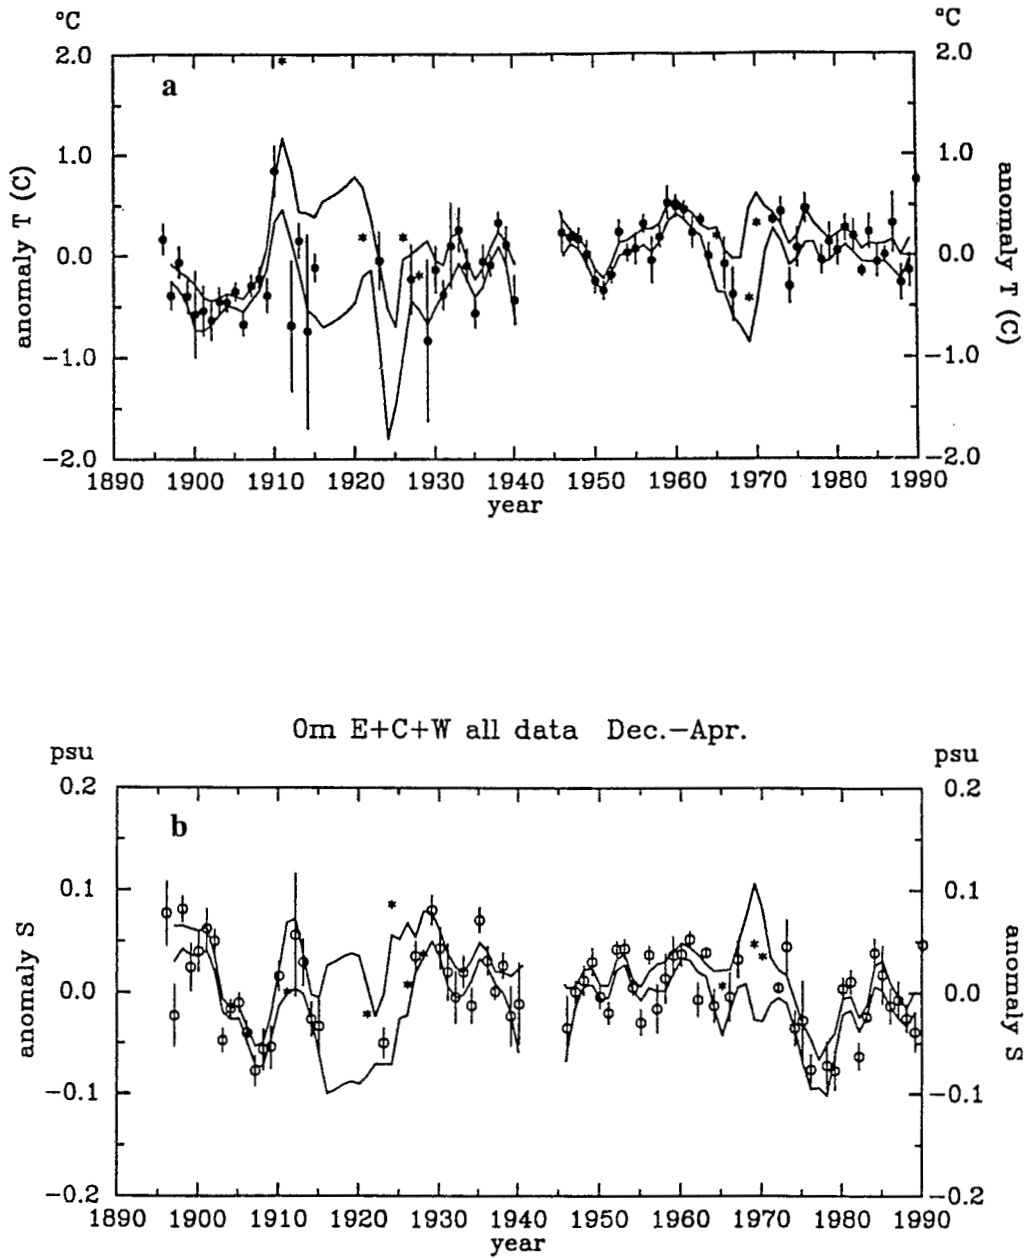 °C °C
2.0 2.0
a
1.0 1.0
anomaly T (C) anomaly T (C)
0.0 0.0
−1.0 −1.0
−2.0 −2.0
1890 1900 1910 1920 1930 1940 1950 1960 1970 1980 1990
year
0m E+C+W all data Dec.−Apr.
psu psu
0.2 0.2
b
0.1 0.1
anomaly S anomaly S
0.0 0.0
−0.1 −0.1
−0.2 −0.2
1890 1900 1910 1920 1930 1940 1950 1960 1970 1980 1990
year